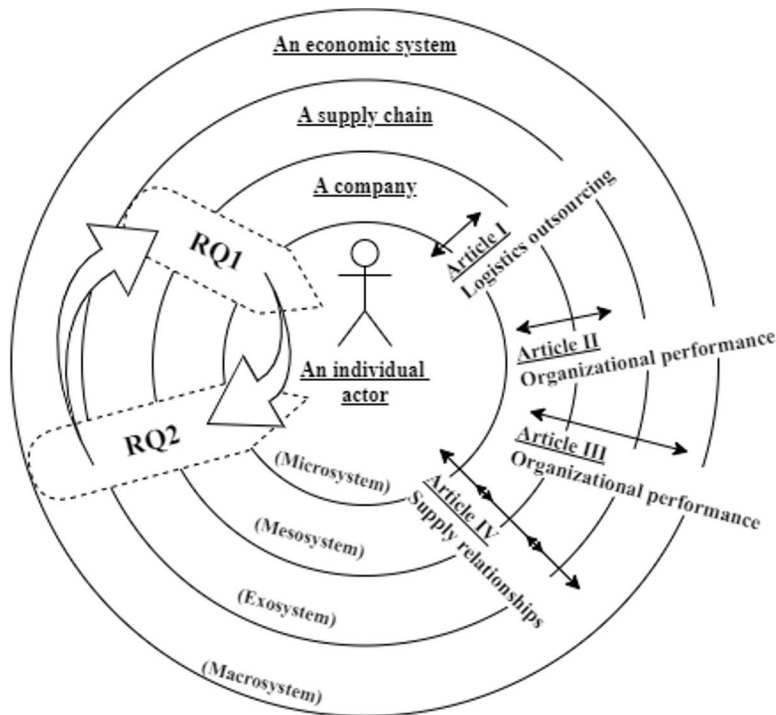 An economic system
A supply chain
A company
RQ1
An individual
actor
RQ2
Article I
Logistics outsourcing
Article II
Organizational performance
Article III
Organizational performance
Article IV
Supply relationships
(Microsystem)
(Mesosystem)
(Exosystem)
(Macrosystem)